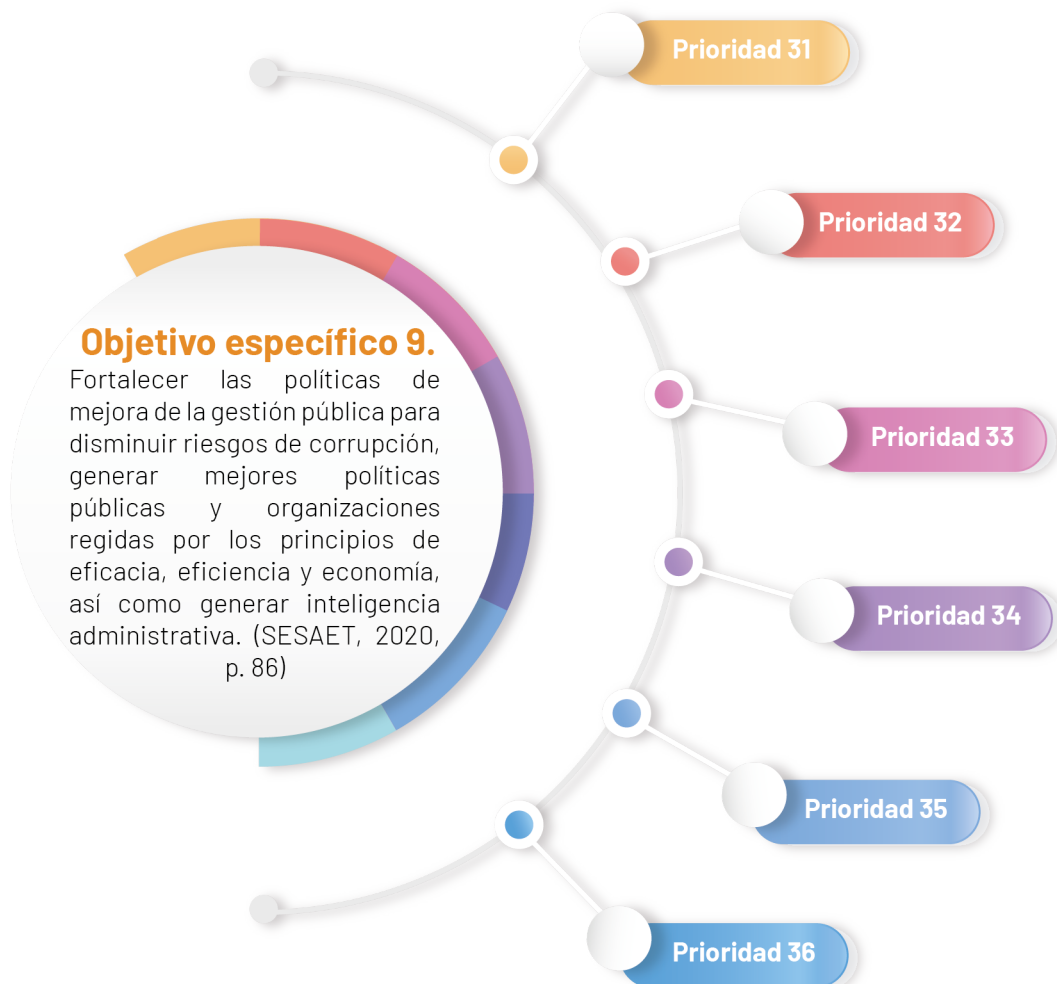 Objetivo específico 9.
Fortalecer las políticas de
mejora de la gestión pública para
disminuir riesgos de corrupción,
generar mejores políticas
públicas y organizaciones
regidas por los principios de
eficacia, eficiencia y economía,
así como generar inteligencia
administrativa. (SESAET, 2020,
p. 86)
Prioridad 31
Prioridad 32
Prioridad 33
Prioridad 34
Prioridad 35
Prioridad 36